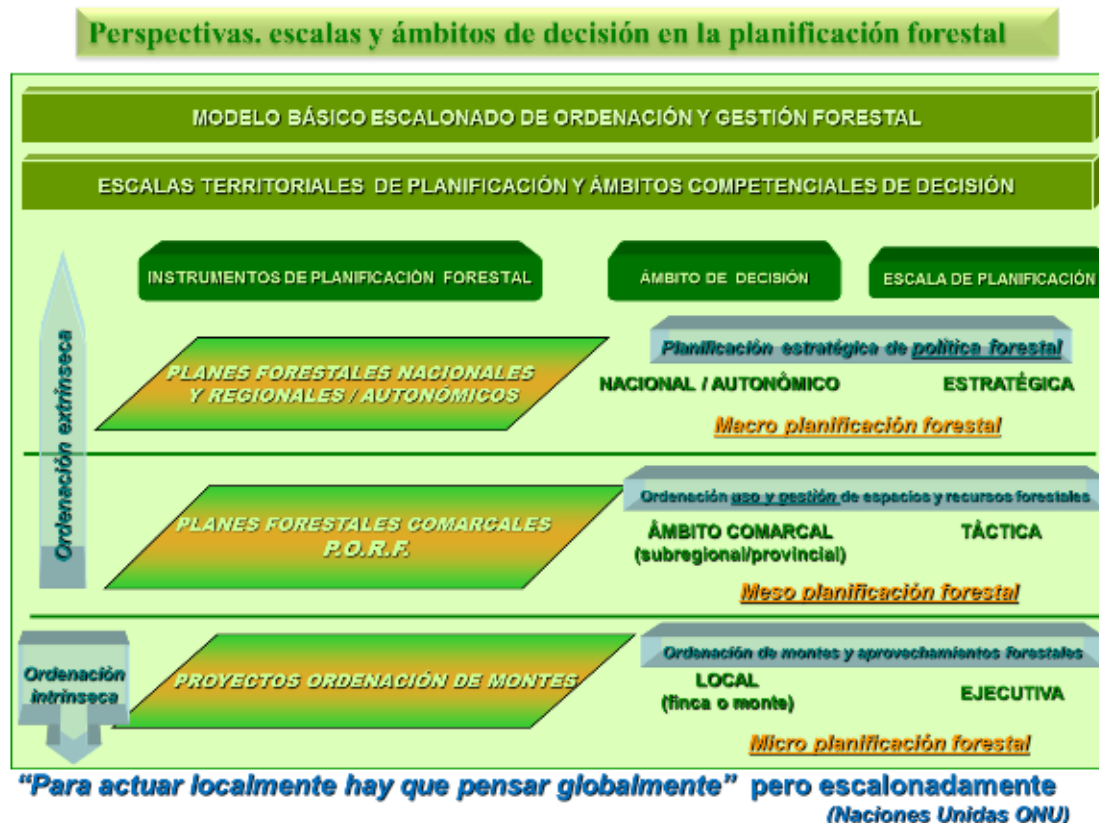 Perspectivas. escalas y ámbitos de decisión en la planificación forestal
MODELO BÁSICO ESCALONADO DE ORDENACIÓN Y GESTIÓN FORESTAL
ESCALAS TERRITORIALES DE PLANIFICACIÓN Y ÁMBITOS COMPETENCIALES DE DECISIÓN
INSTRUMENTOS DE PLANIFICACIÓN FORESTAL
ÁMBITO DE DECISIÓN
ESCALA DE PLANIFICACIÓN
Ordenación extrínseca
PLANES FORESTALES NACIONALES
Y REGIONALES / AUTONÓMICOS
Planificación estratégica de política forestal
NACIONAL / AUTONÓMICO
ESTRATÉGICA
Macro planificación forestal
PLANES FORESTALES COMARCALES
P.O.R.F.
Ordenación uso y gestión de espacios y recursos forestales
ÁMBITO COMARCAL
(subregional/provincial)
TÁCTICA
Meso planificación forestal
Ordenación
intrínseca
PROYECTOS ORDENACIÓN DE MONTES
Ordenación de montes y aprovechamientos forestales
LOCAL
(finca o monte)
EJECUTIVA
Micro planificación forestal
“Para actuar localmente hay que pensar globalmente” pero escalonadamente
(Naciones Unidas ONU)